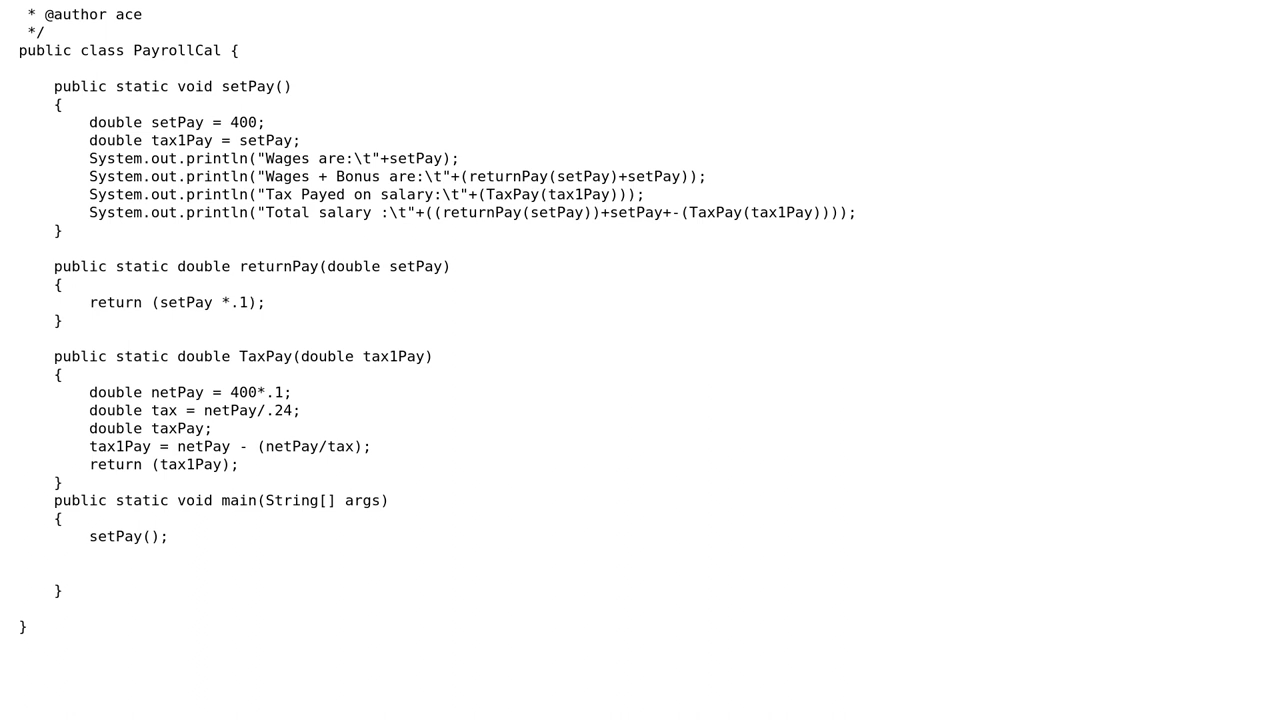 * @author ace
 */
public class PayrollCal {

    public static void setPay()
    {
        double setPay = 400;
        double tax1Pay = setPay;
        System.out.println("Wages are:\t"+setPay);
        System.out.println("Wages + Bonus are:\t"+(returnPay(setPay)+setPay));
        System.out.println("Tax Payed on salary:\t"+(TaxPay(tax1Pay)));
        System.out.println("Total salary :\t"+((returnPay(setPay))+setPay+-(TaxPay(tax1Pay))));
    }

    public static double returnPay(double setPay)
    {
        return (setPay *.1);
    }

    public static double TaxPay(double tax1Pay)
    {
        double netPay = 400*.1;
        double tax = netPay/.24;
        double taxPay;
        tax1Pay = netPay - (netPay/tax);
        return (tax1Pay);
    }
    public static void main(String[] args)
    {
        setPay();


    }

}